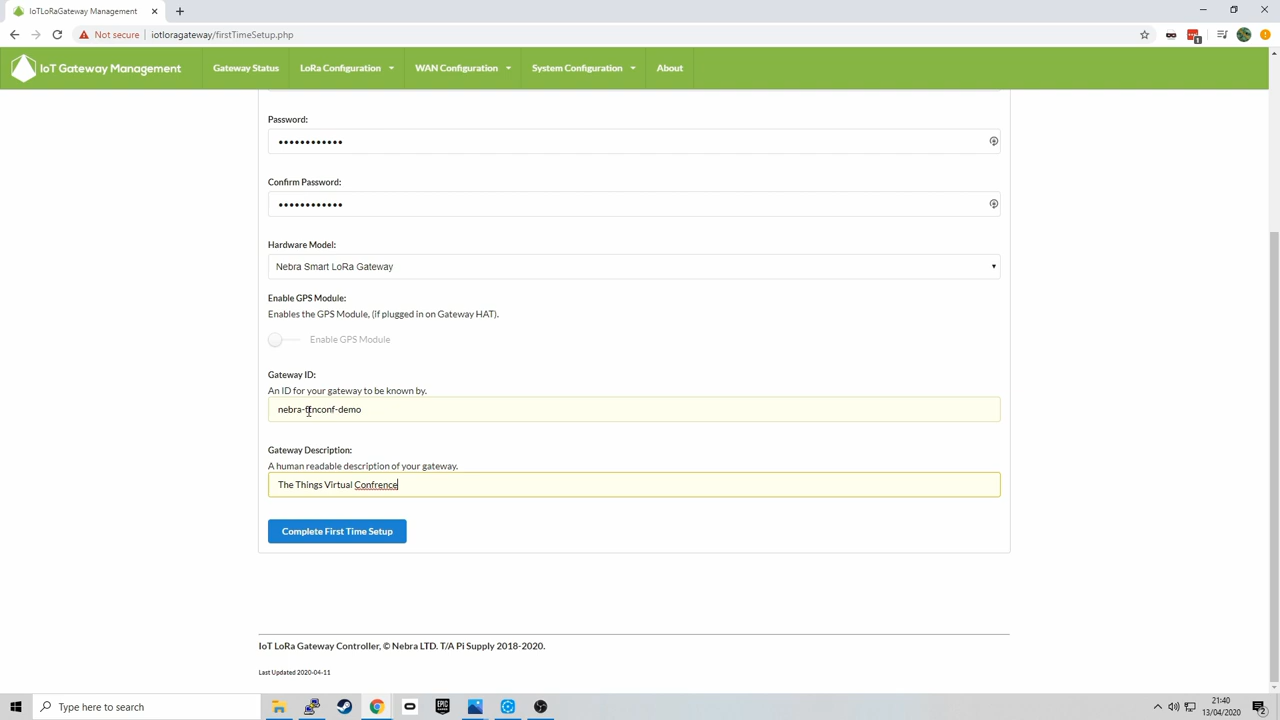 IoTLoRaGateway Management
Not secure | iotloragateway/firstTimeSetup.php
1
IoT Gateway Management
Gateway Status
LoRa Configuration
WAN Configuration
System Configuration
About
Password:
••••••••••••
Confirm Password:
••••••••••••
Hardware Model:
Nebra Smart LoRa Gateway
Enable GPS Module:
Enables the GPS Module, (if plugged in on Gateway HAT).
Enable GPS Module
Gateway ID:
An ID for your gateway to be known by.
nebra-ttnconf-demo
Gateway Description:
A human readable description of your gateway.
The Things Virtual Confrence
Complete First Time Setup
IoT LoRa Gateway Controller, © Nebra LTD. T/A Pi Supply 2018-2020.
Last Updated 2020-04-11
Type here to search
EPIC GAMES
21:40
13/04/2020
2